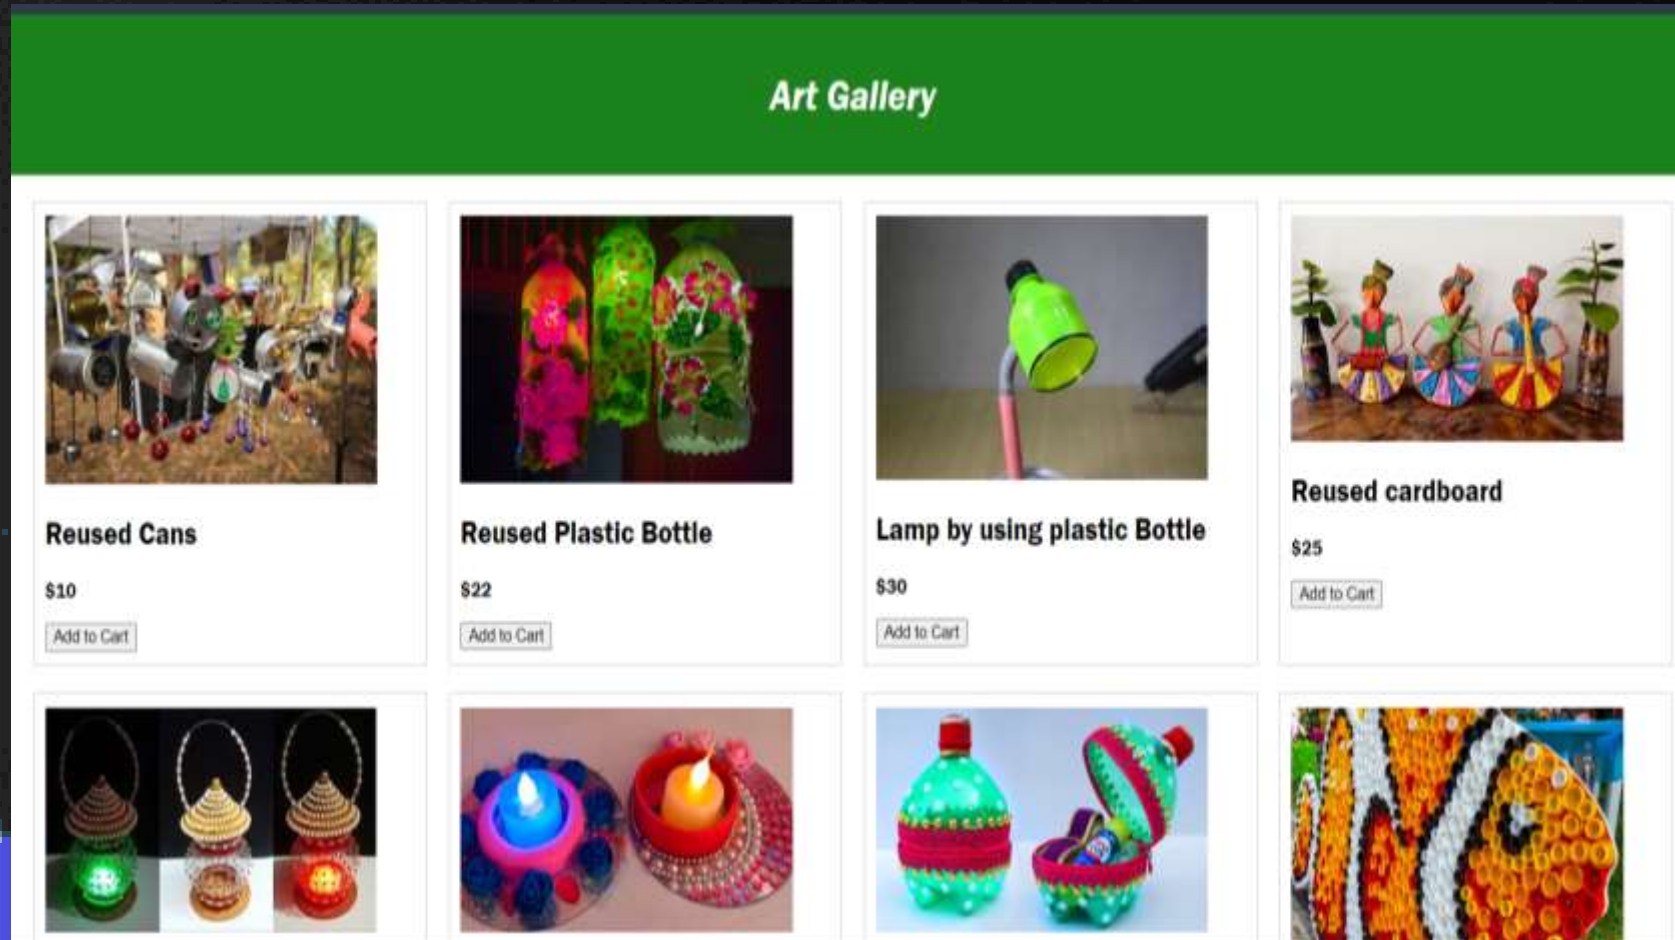 Art Gallery
Reused Cans
$10
Add to Cart
Reused Plastic Bottle
$22
Add to Cart
Lamp by using plastic Bottle
$30
Add to Cart
Reused cardboard
$25
Add to Cart